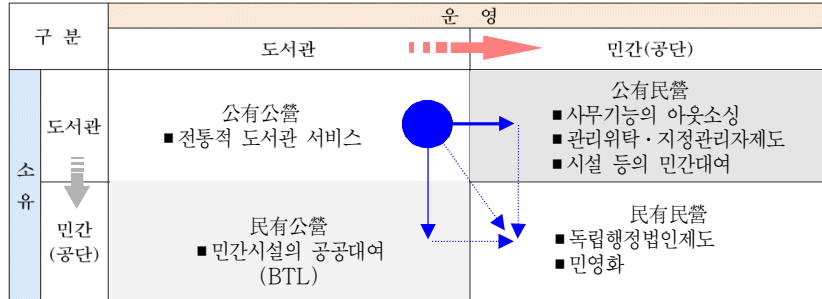 구 분
운 영
도서관
민간(공단)
소유
도서관
公有公營
■ 전통적 도서관 서비스
公有民營
■ 사무기능의 아웃소싱
■ 관리위탁·지정관리자제도
■ 시설 등의 민간대여
민간
(공단)
民有公營
■ 민간시설의 공공대여
(BTL)
民有民營
■ 독립행정법인제도
■ 민영화